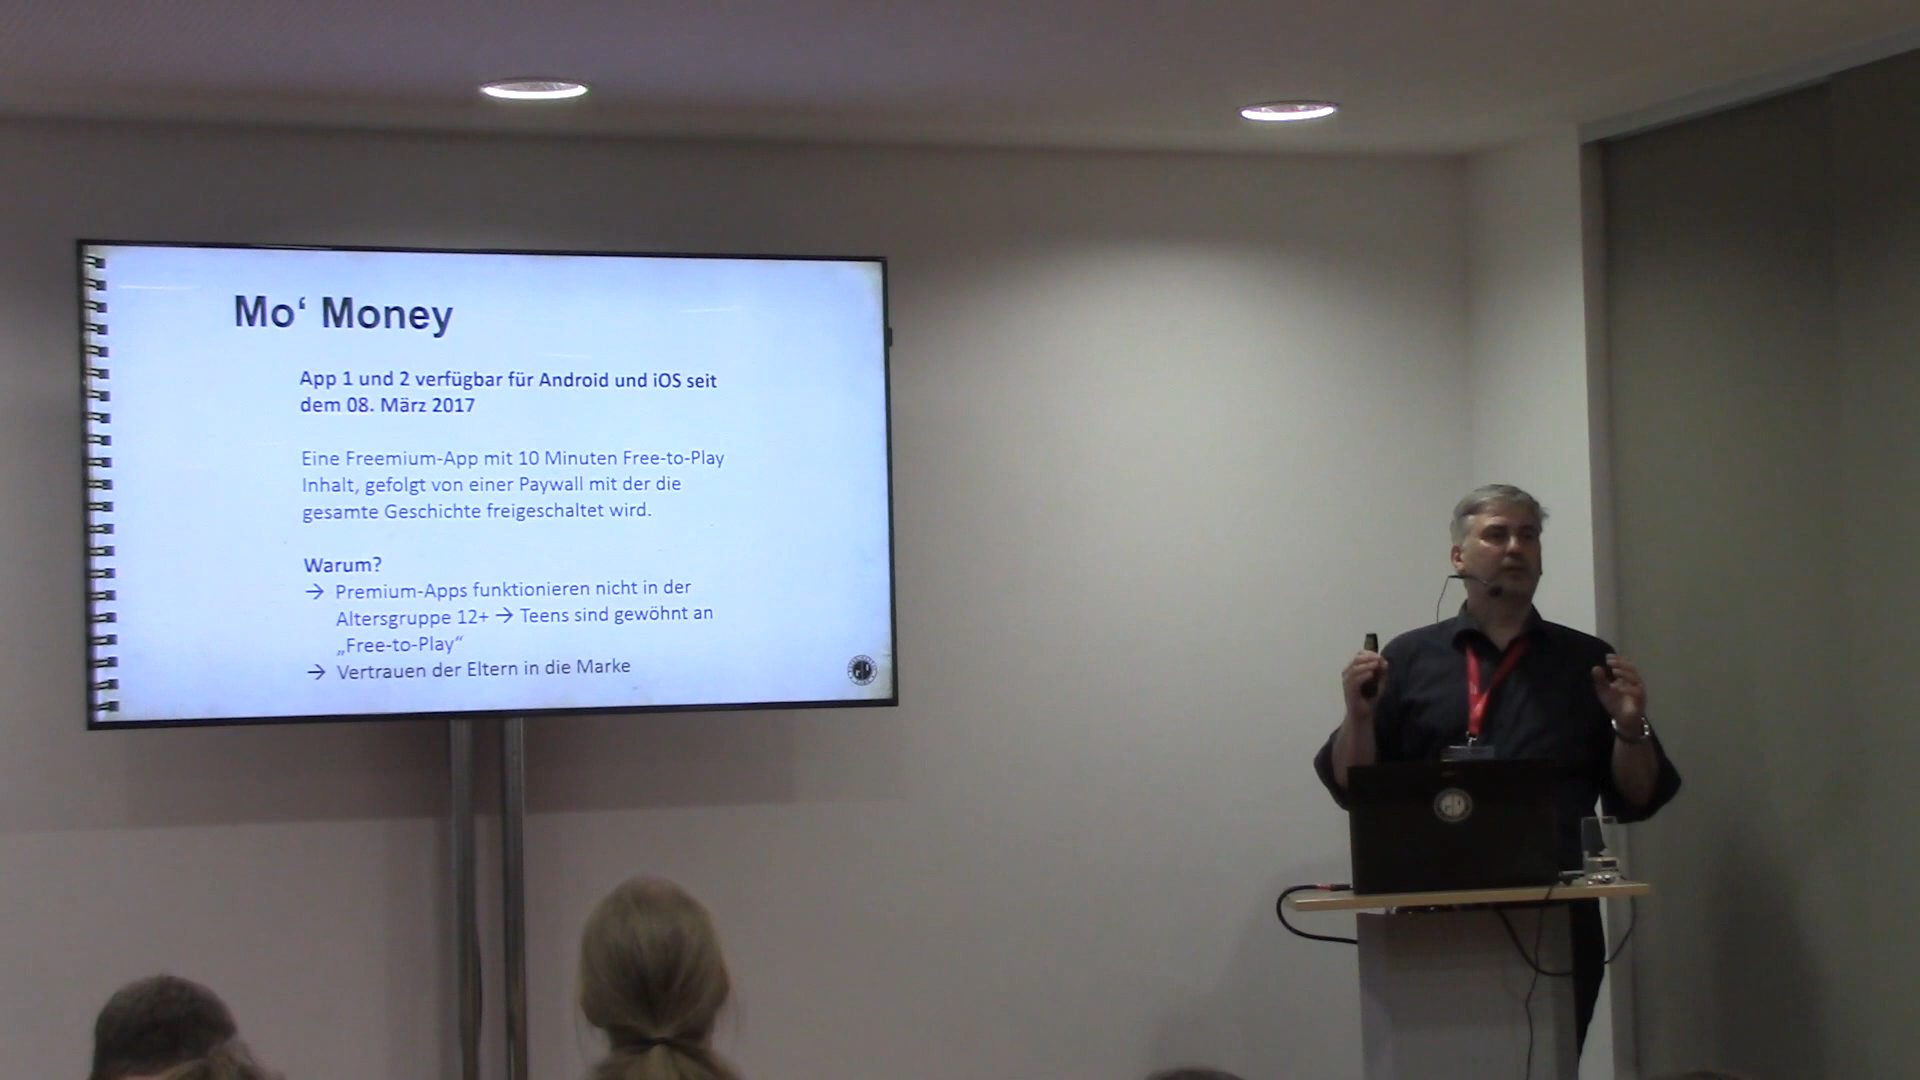 Mo‘ Money
App 1 und 2 verfügbar für Android und iOS seit
dem 08. März 2017
Eine Freemium-App mit 10 Minuten Free-to-Play
Inhalt, gefolgt von einer Paywall mit der die
gesamte Geschichte freigeschaltet wird.
Warum?
→ Premium-Apps funktionieren nicht in der
Altersgruppe 12+ → Teens sind gewöhnt an
„Free-to-Play“
→ Vertrauen der Eltern in die Marke